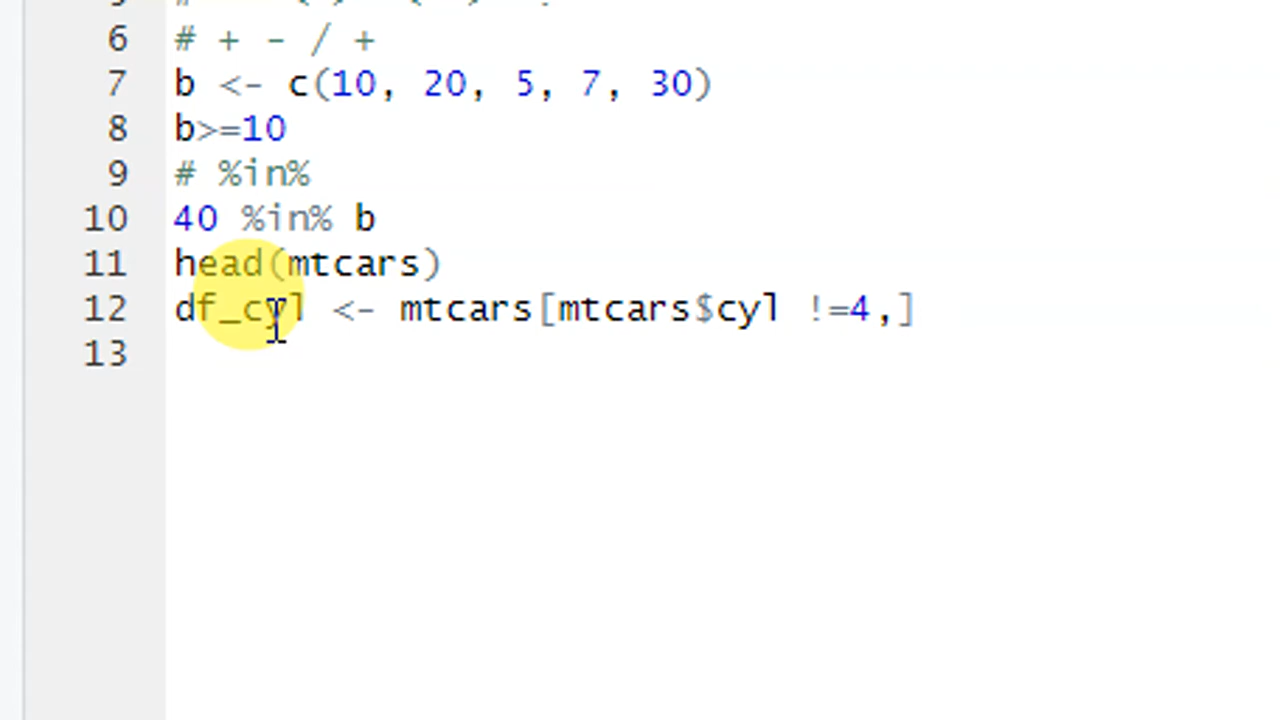 6 # + - / +
7 b <- c(10, 20, 5, 7, 30)
8 b>=10
9 # %in%
10 40 %in% b
11 head(mtcars)
12 df_cyl <- mtcars[mtcars$cyl !=4,]
13